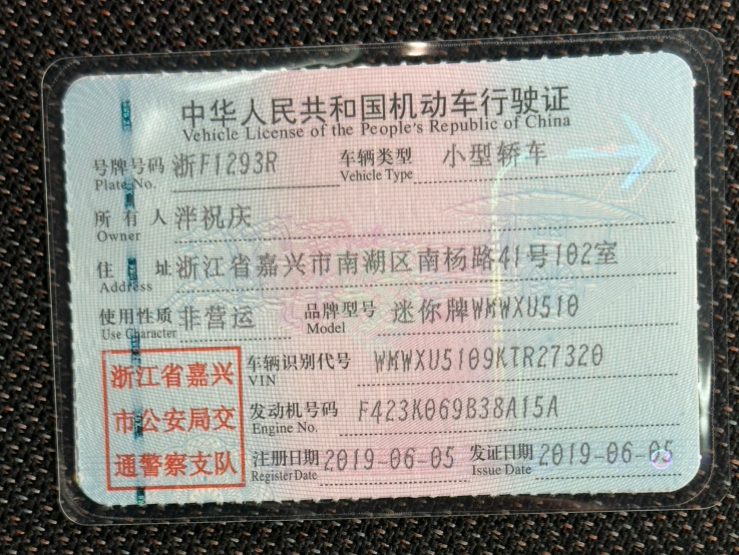 中华人民共和国机动车行驶证
Vehicle License of the People's Republic of China
号牌号码 浙F1293R 车辆类型 小型轿车
Plate No. Vehicle Type
所有人 泮祝庆
Owner
住址 浙江省嘉兴市南湖区南杨路41号102室
Address
使用性质 非营运 品牌型号 迷你牌WMWXU510
Use Character Model
浙江省嘉兴
市公安局交
通警察支队
车辆识别代号 WMWXU5109KTR27320
VIN
发动机号码 F423K069B38A15A
Engine No.
注册日期 2019-06-05 发证日期 2019-06-05
Register Date Issue Date